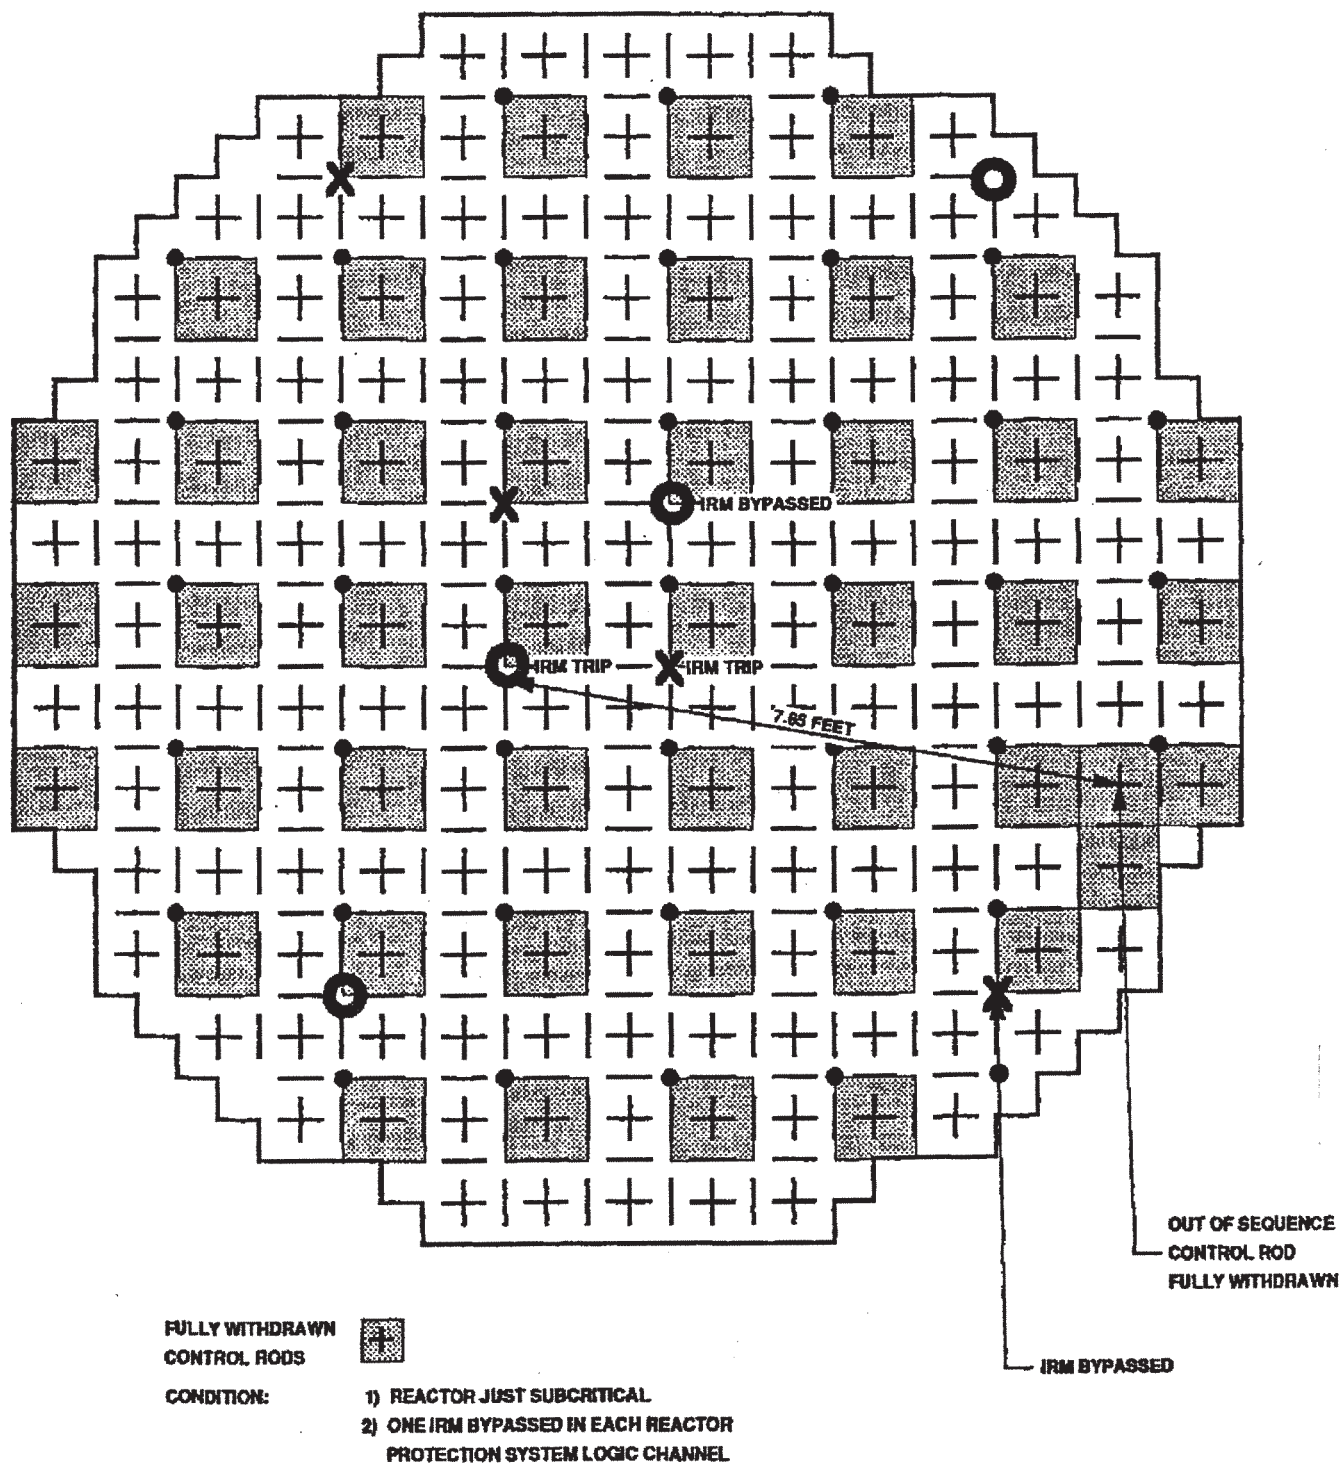 IRM BYPASSED
IRM TRIP
IRM TRIP
7.65 FEET
OUT OF SEQUENCE
CONTROL ROD
FULLY WITHDRAWN
FULLY WITHDRAWN
CONTROL RODS
IRM BYPASSED
CONDITION:
1) REACTOR JUST SUBCRITICAL
2) ONE IRM BYPASSED IN EACH REACTOR
PROTECTION SYSTEM LOGIC CHANNEL